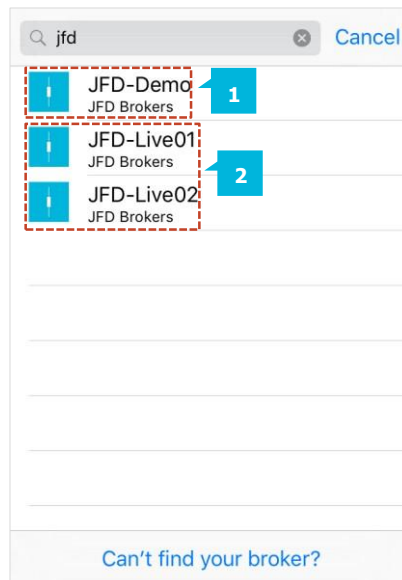 jfd
Cancel
JFD-Demo
JFD Brokers
1
JFD-Live01
JFD Brokers
2
JFD-Live02
JFD Brokers
Can't find your broker?